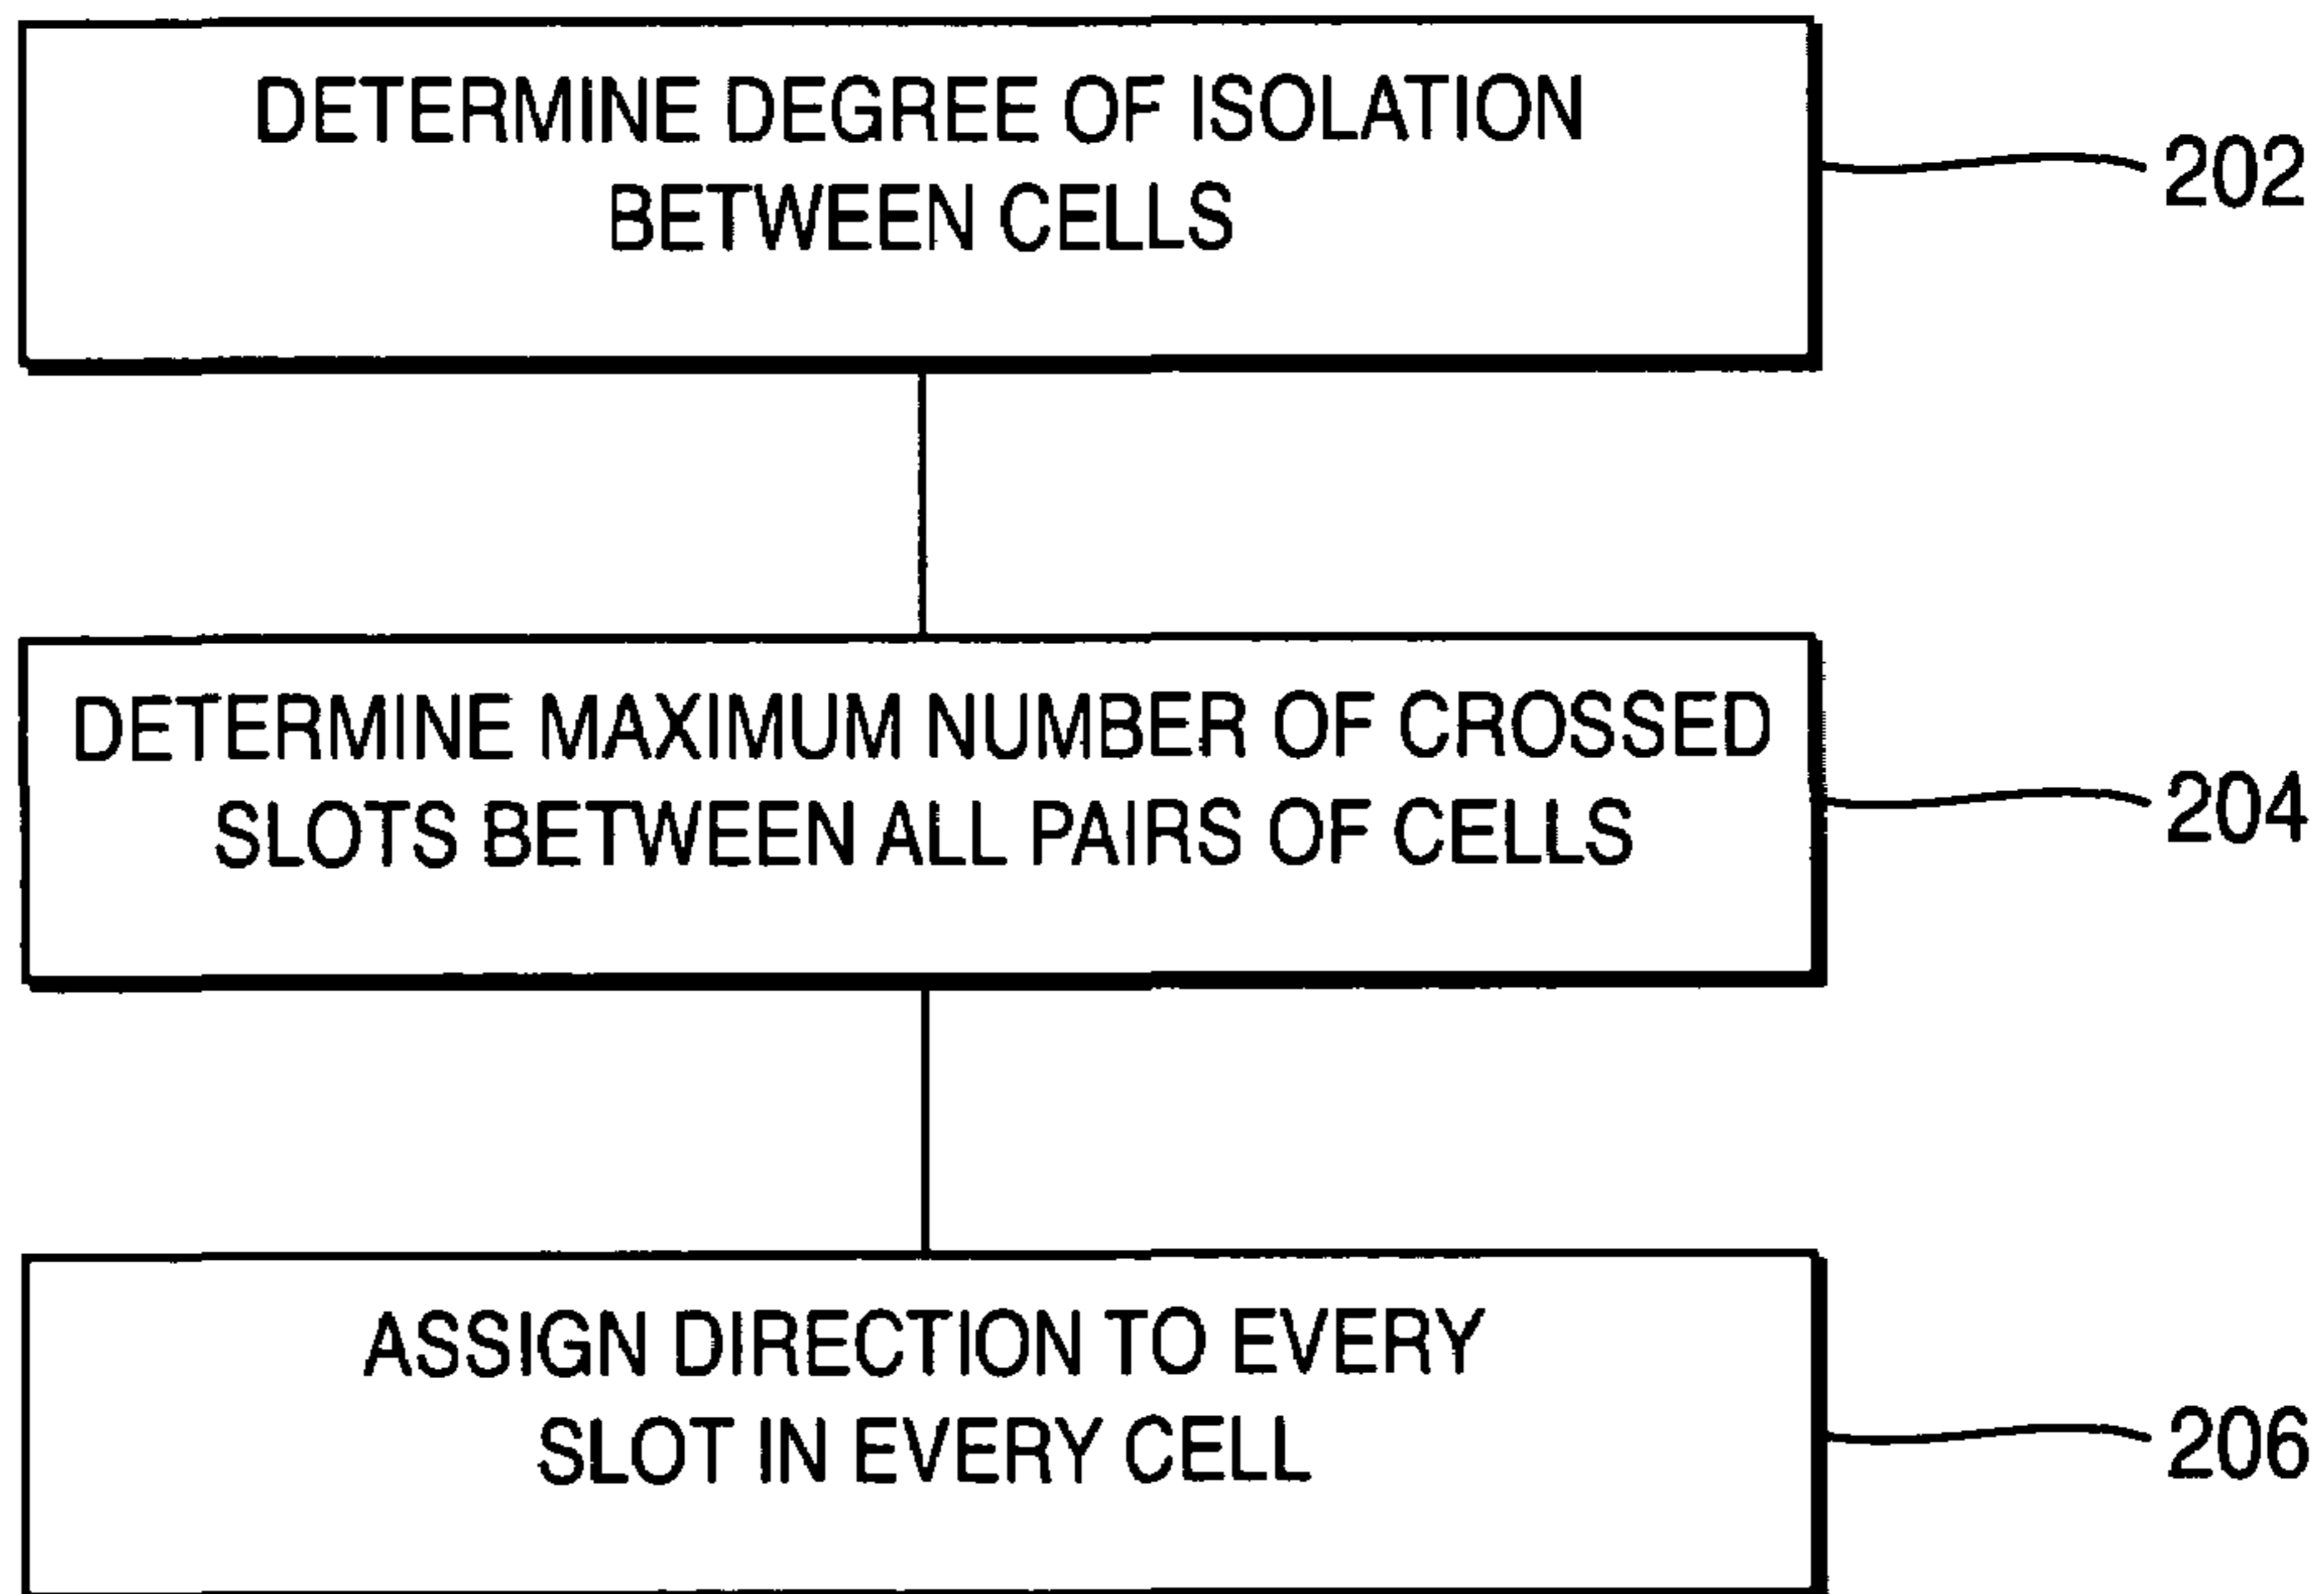 DETERMINE DEGREE OF ISOLATION
BETWEEN CELLS
202
DETERMINE MAXIMUM NUMBER OF CROSSED
SLOTS BETWEEN ALL PAIRS OF CELLS
204
ASSIGN DIRECTION TO EVERY
SLOT IN EVERY CELL
206